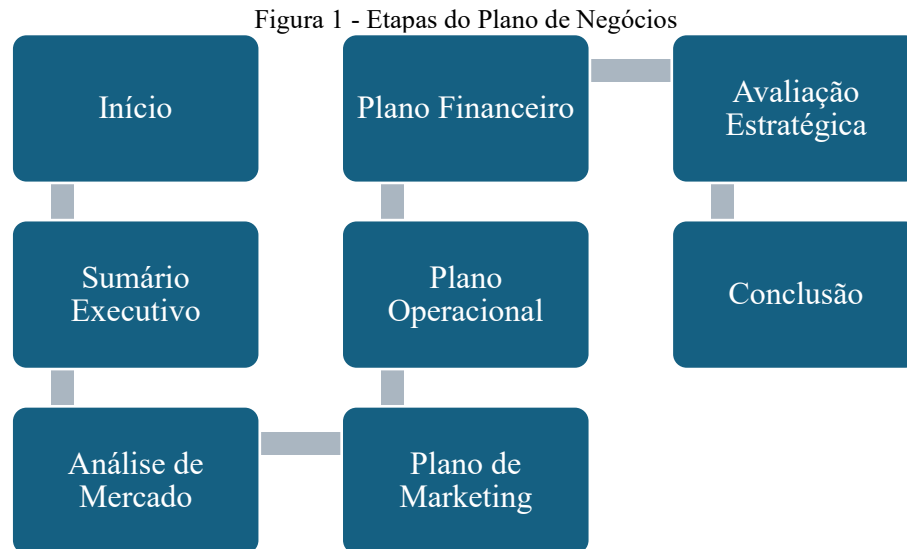 Figura 1 - Etapas do Plano de Negócios
Início
Sumário
Executivo
Análise de
Mercado
Plano de
Marketing
Plano
Operacional
Plano Financeiro
Avaliação
Estratégica
Conclusão